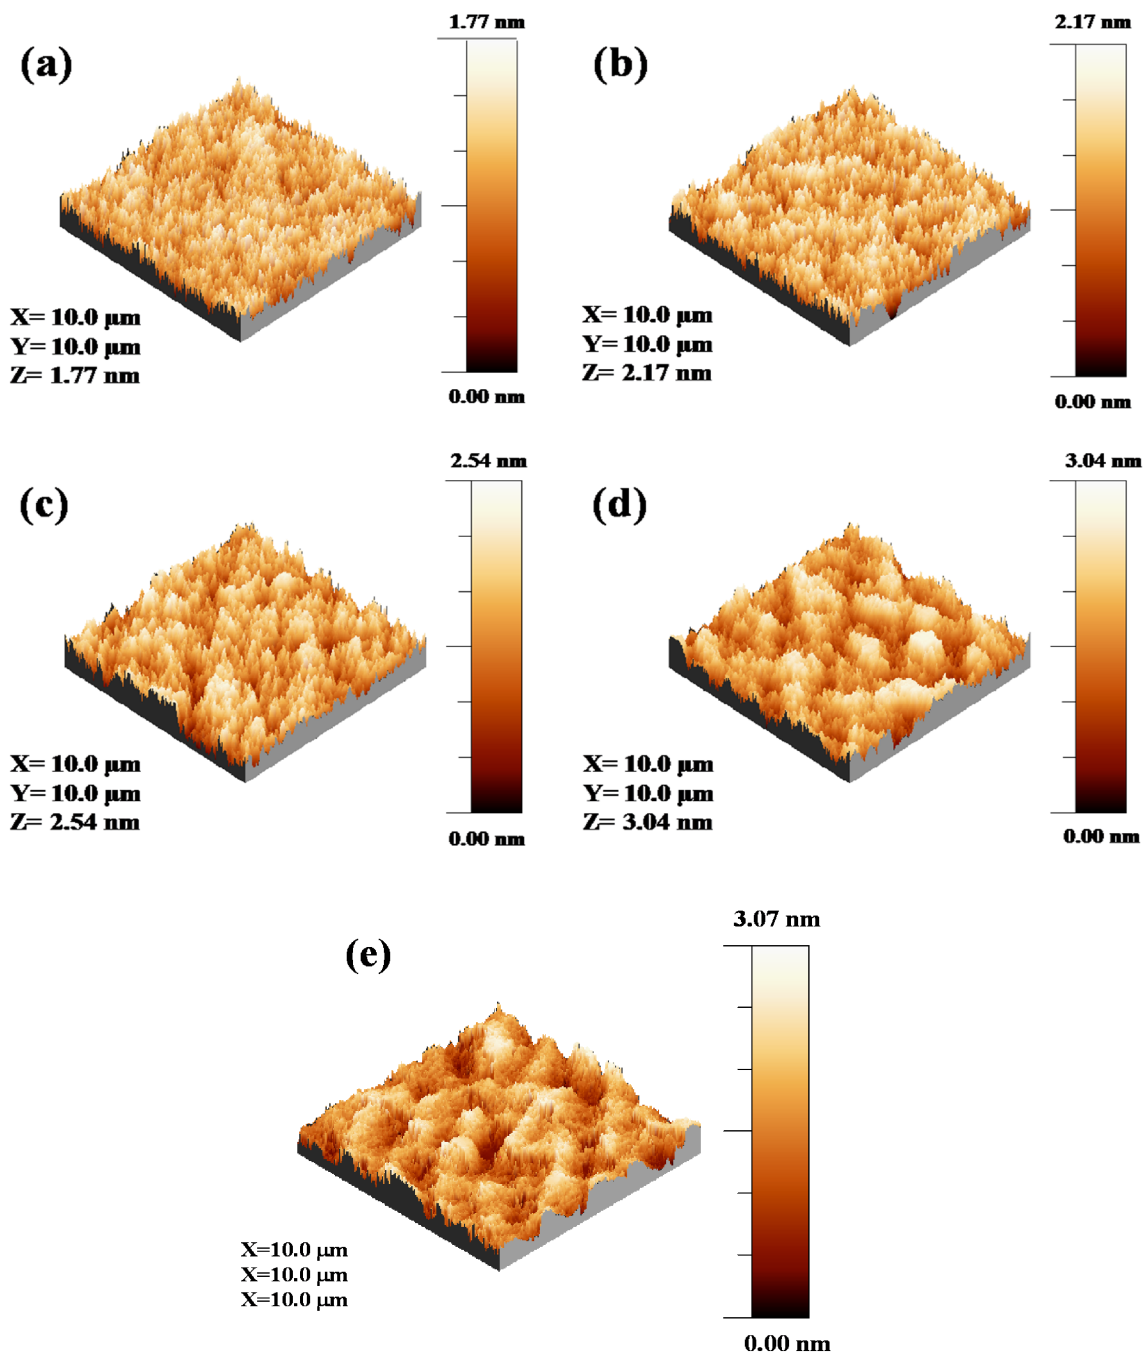 (a)
1.77 nm
X= 10.0 μm
Y= 10.0 μm
Z= 1.77 nm
0.00 nm
(b)
2.17 nm
X= 10.0 μm
Y= 10.0 μm
Z= 2.17 nm
0.00 nm
(c)
2.54 nm
X= 10.0 μm
Y= 10.0 μm
Z= 2.54 nm
0.00 nm
(d)
3.04 nm
X= 10.0 μm
Y= 10.0 μm
Z= 3.04 nm
0.00 nm
(e)
3.07 nm
X=10.0 μm
X=10.0 μm
X=10.0 μm
0.00 nm